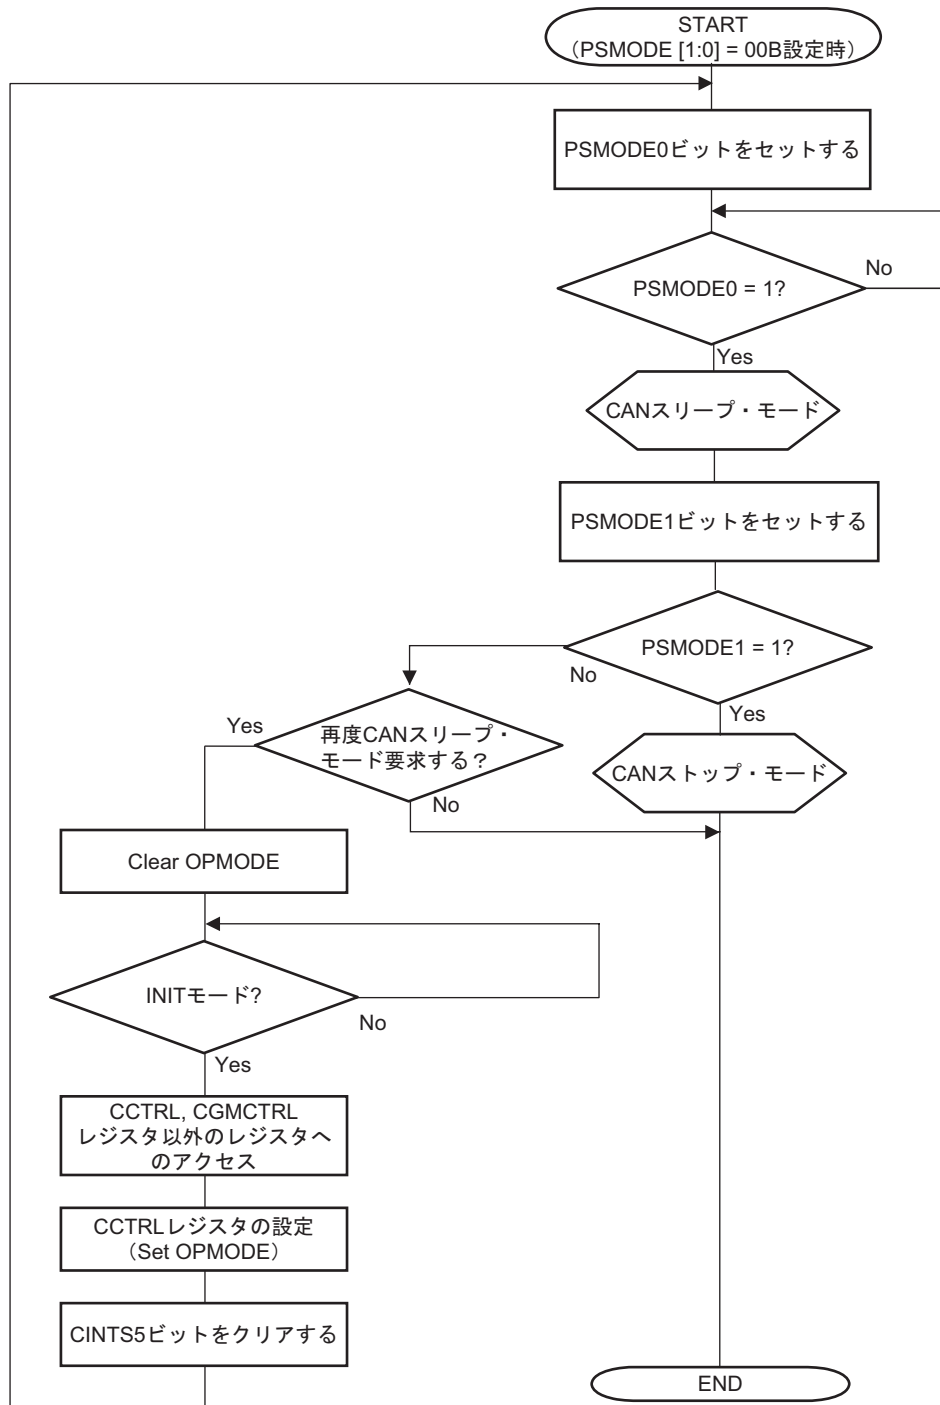 START
（PSMODE [1:0] = 00B設定時）
PSMODE0ビットをセットする
PSMODE0 = 1?
No
Yes
CANスリープ・モード
PSMODE1ビットをセットする
PSMODE1 = 1?
No
Yes
再度CANスリープ・
モード要求する？
Yes
No
CANストップ・モード
Clear OPMODE
INITモード?
No
Yes
CCTRL, CGMCTRL
レジスタ以外のレジスタへ
のアクセス
CCTRLレジスタの設定
（Set OPMODE）
CINTS5ビットをクリアする
END